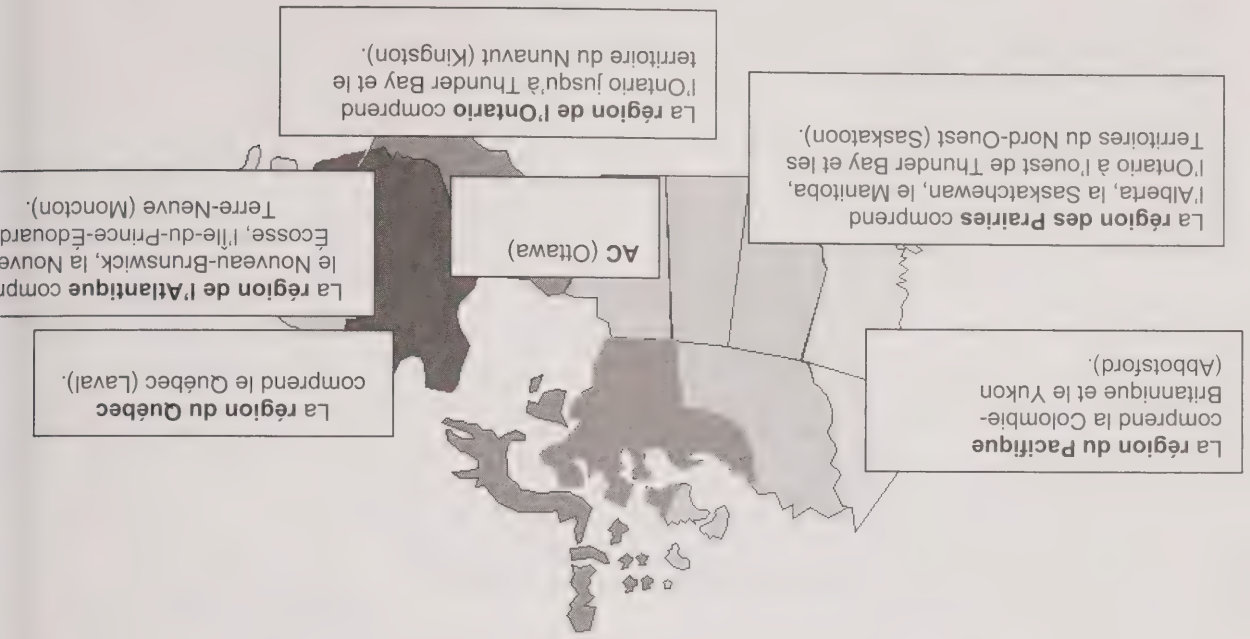 La région du Pacifique
comprend la Colombie-
Britannique et le Yukon
(Abbotsford).
La région du Québec
comprend le Québec (Laval).
La région de l'Atlantique compr
le Nouveau-Brunswick, la Nouve
Écosse, l'Île-du-Prince-Édouard
Terre-Neuve (Moncton).
AC (Ottawa)
La région des Prairies comprend
l'Alberta, la Saskatchewan, le Manitoba,
l'Ontario à l'ouest de Thunder Bay et les
Territoires du Nord-Ouest (Saskatoon).
La région de l'Ontario comprend
l'Ontario jusqu'à Thunder Bay et le
territoire du Nunavut (Kingston).